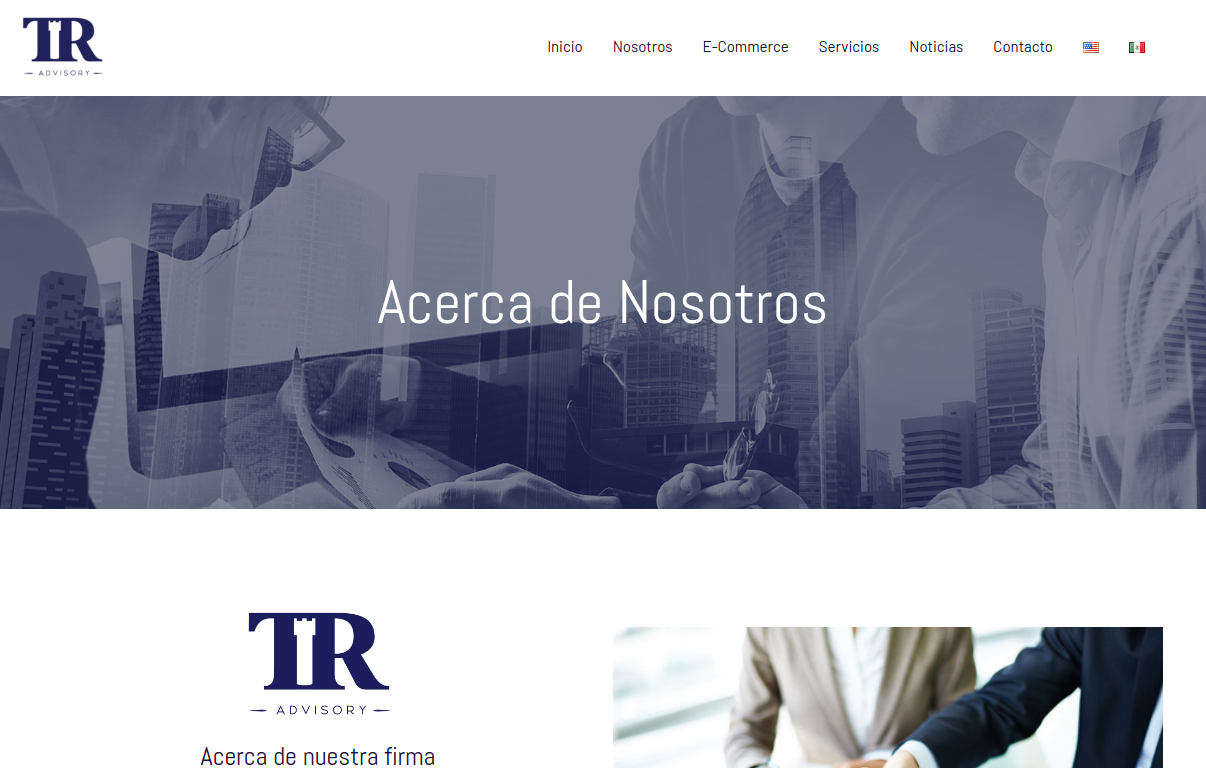 TR
ADVISORY
Inicio Nosotros E-Commerce Servicios Noticias Contacto
Acerca de Nosotros
TR
ADVISORY
Acerca de nuestra firma